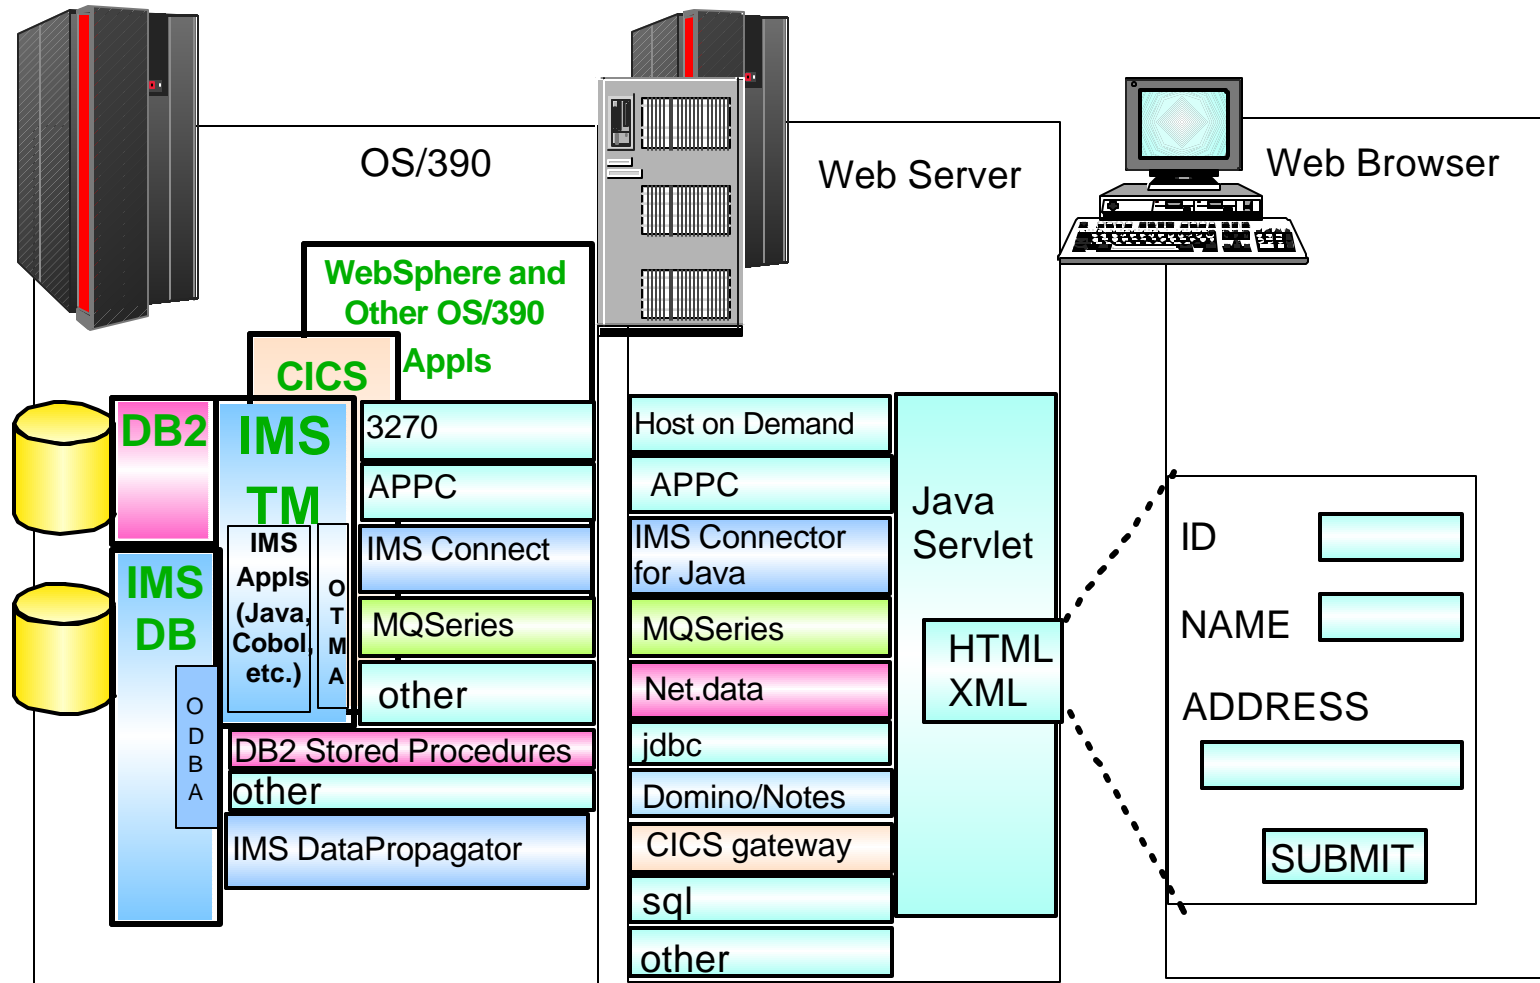 OS/390
Web Server
Web Browser
WebSphere and
Other OS/390
Appls
CICS
DB2
IMS
TM
IMS
Appls
(Java,
Cobol,
etc.)
O
T
M
A
IMS
DB
O
D
B
A
3270
APPC
IMS Connect
MQSeries
other
DB2 Stored Procedures
other
IMS DataPropagator
Host on Demand
APPC
IMS Connector
for Java
MQSeries
Net.data
jdbc
Domino/Notes
CICS gateway
sql
other
Java
Servlet
HTML
XML
ID
NAME
ADDRESS
SUBMIT